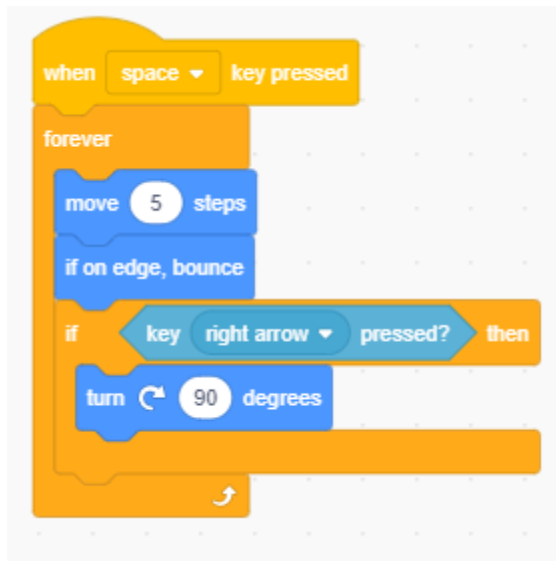 when space key pressed
forever
move 5 steps
if on edge, bounce
if key right arrow pressed? then
turn 90 degrees